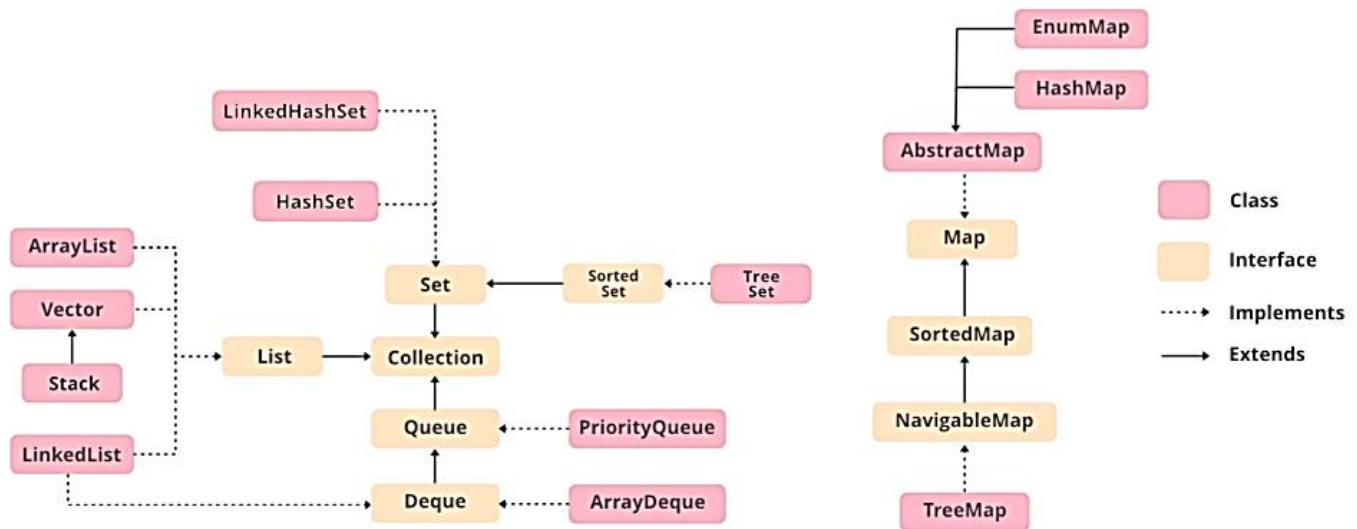 EnumMap
HashMap
LinkedHashSet
AbstractMap
HashSet
Class
Map
ArrayList
Interface
Set
Sorted
Set
Tree
Set
Vector
Implements
SortedMap
List
Collection
Extends
Stack
Queue
PriorityQueue
NavigableMap
LinkedList
Deque
ArrayDeque
TreeMap